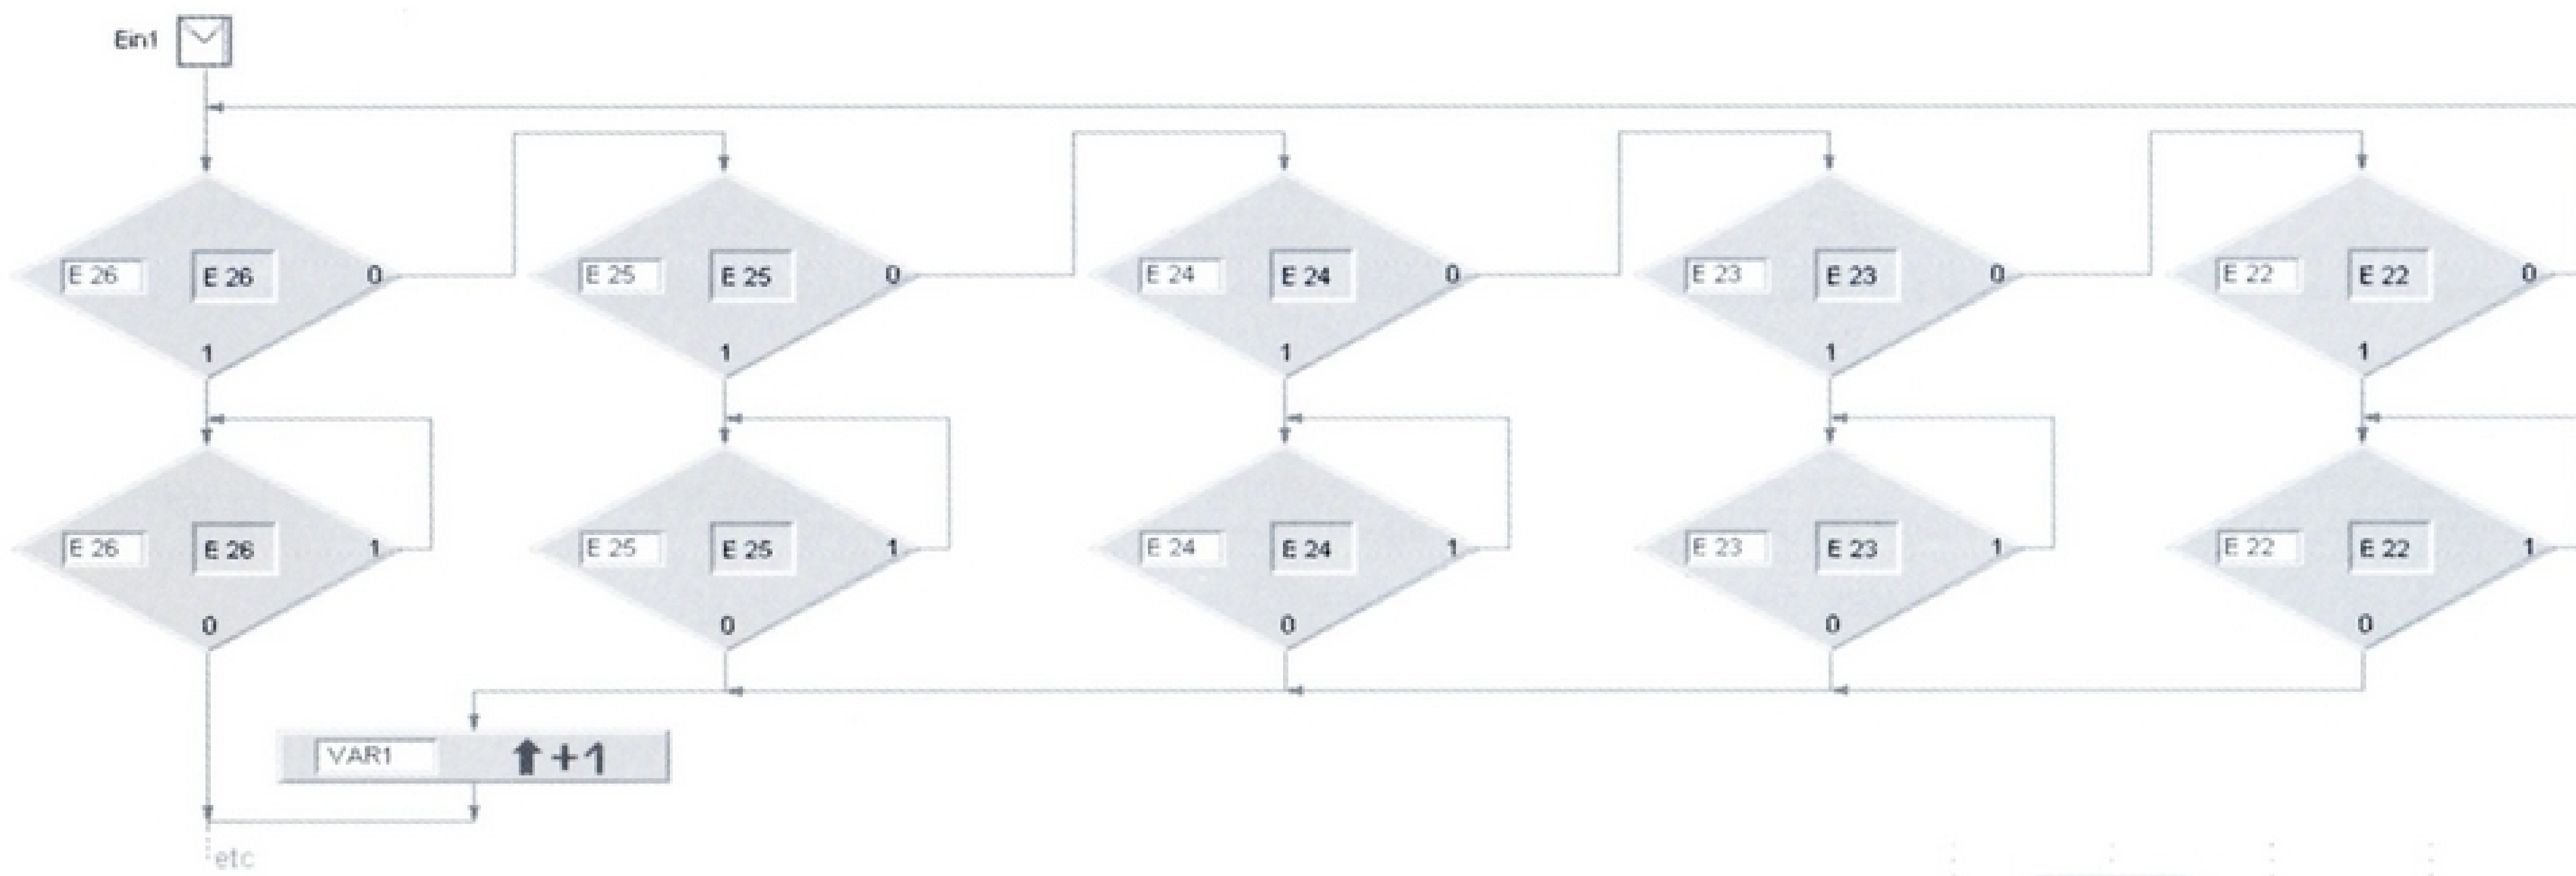 Ein1
E 26 E 26 0
E 25 E 25 0
E 24 E 24 0
E 23 E 23 0
E 22 E 22 0
1
1
1
1
1
E 26 E 26 1
E 25 E 25 1
E 24 E 24 1
E 23 E 23 1
E 22 E 22 1
0
0
0
0
0
VAR1 +1
etc